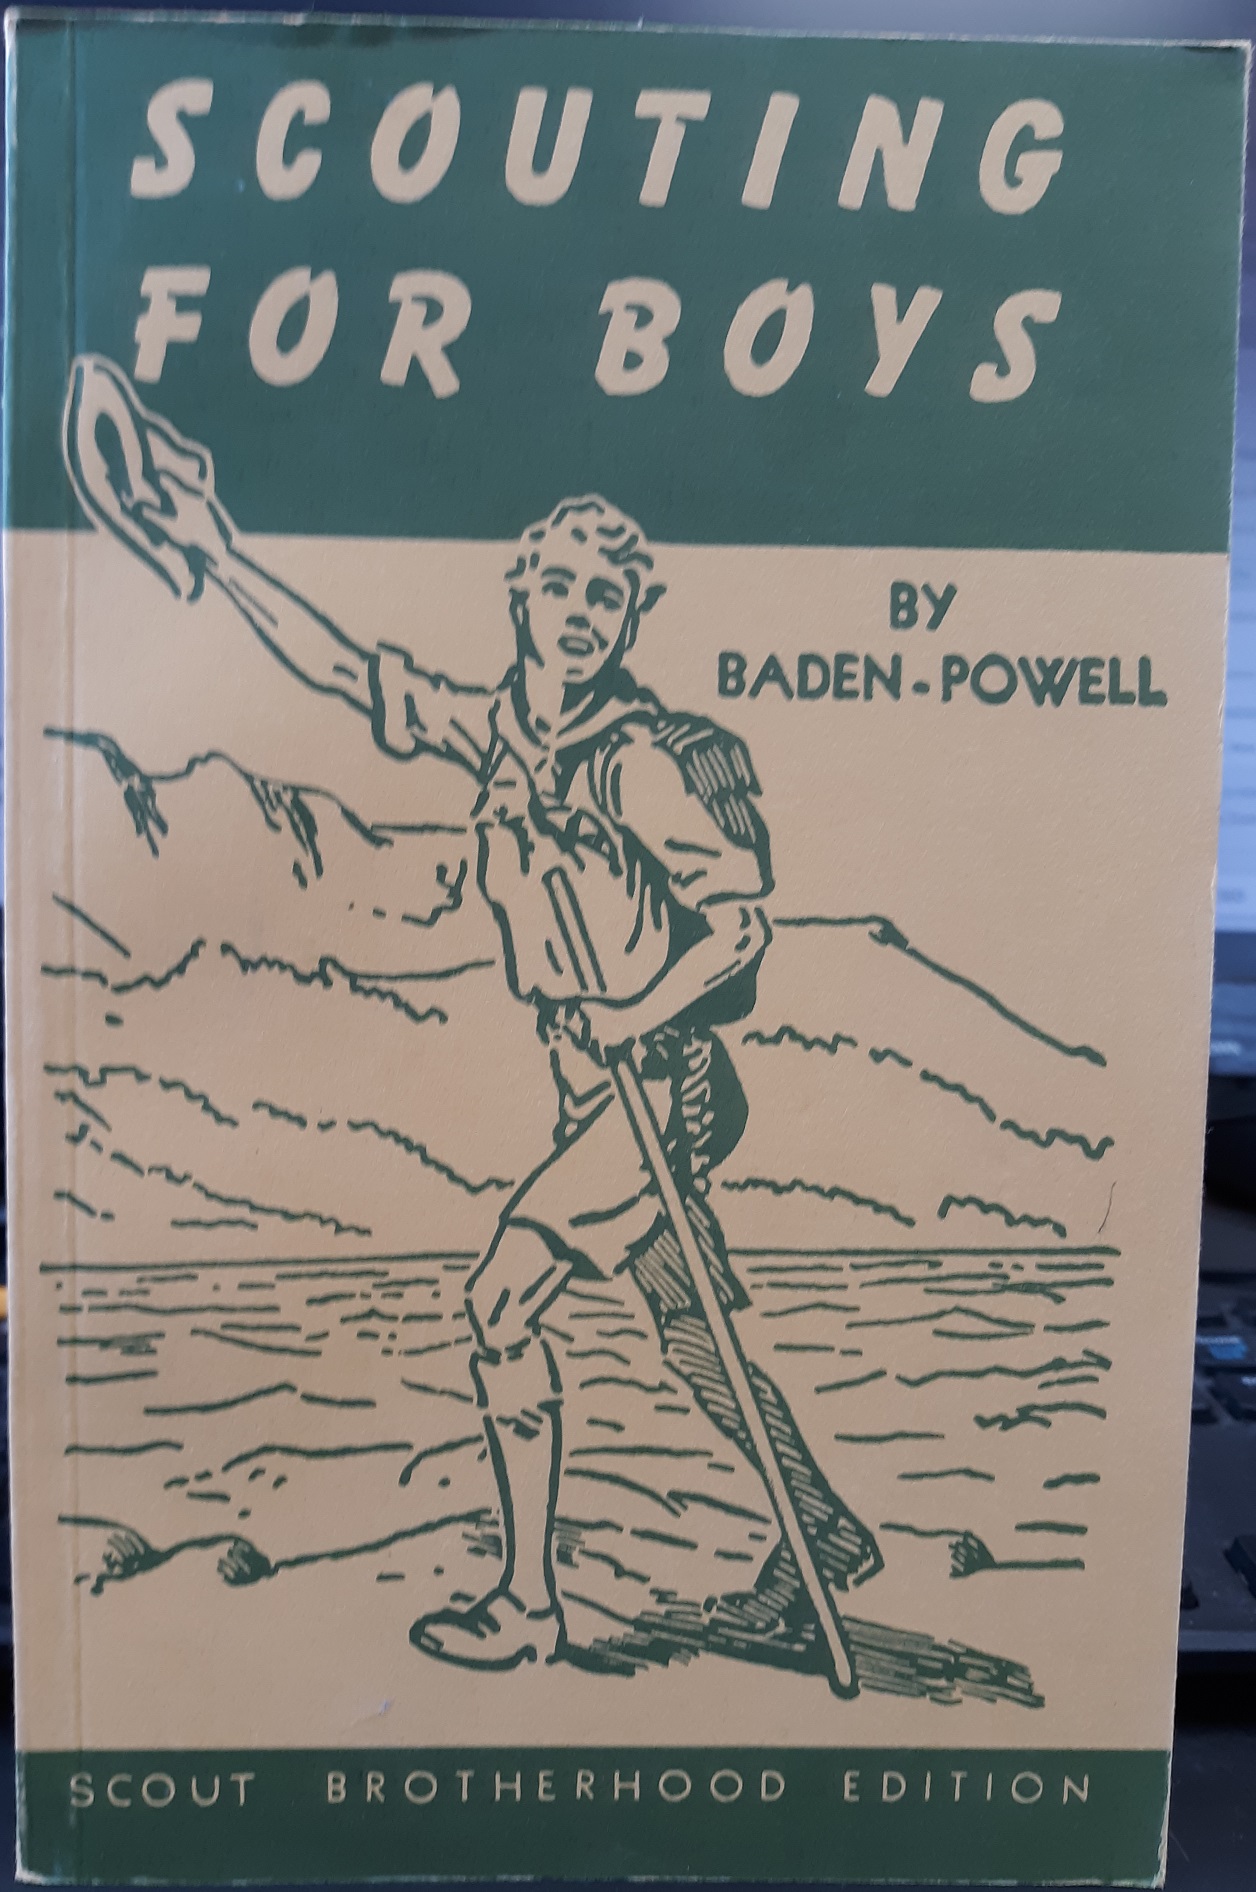 SCOUTING
FOR BOYS
BY
BADEN-POWELL
SCOUT BROTHERHOOD EDITION